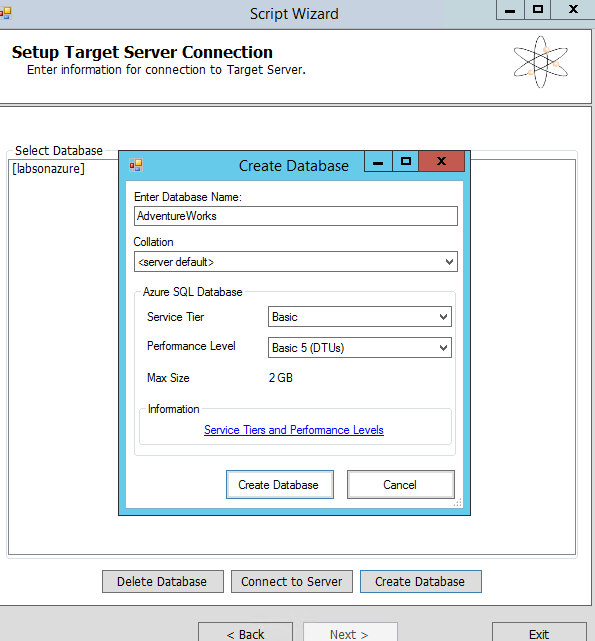 Script Wizard
Setup Target Server Connection
Enter information for connection to Target Server.
Select Database
[labsonazure]
Create Database
Enter Database Name:
AdventureWorks
Collation
<server default>
Azure SQL Database
Service Tier
Basic
Performance Level
Basic 5 (DTUs)
Max Size
2 GB
Information
Service Tiers and Performance Levels
Create Database
Cancel
Delete Database
Connect to Server
Create Database
< Back
Next >
Exit